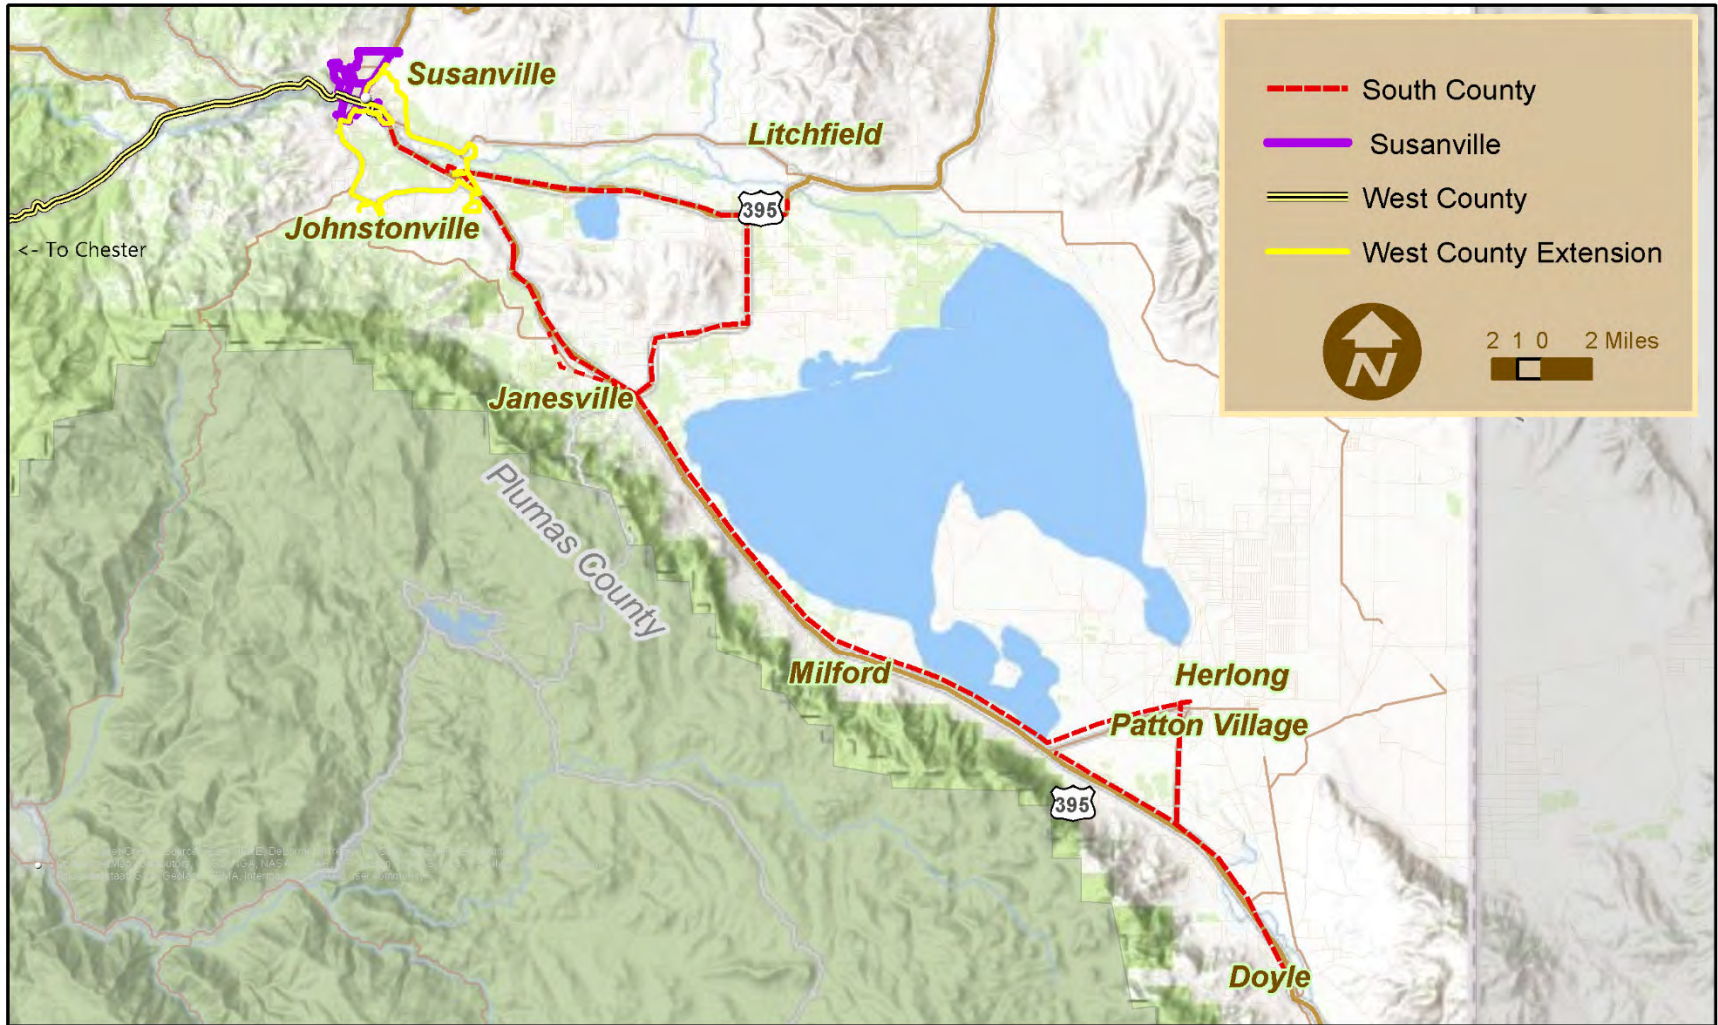 Susanville
Litchfield
395
Johnstonville
<- To Chester
Janesville
Plumas County
Milford
Herlong
Patton Village
395
Doyle
South County
Susanville
West County
West County Extension
N
2 1 0 2 Miles